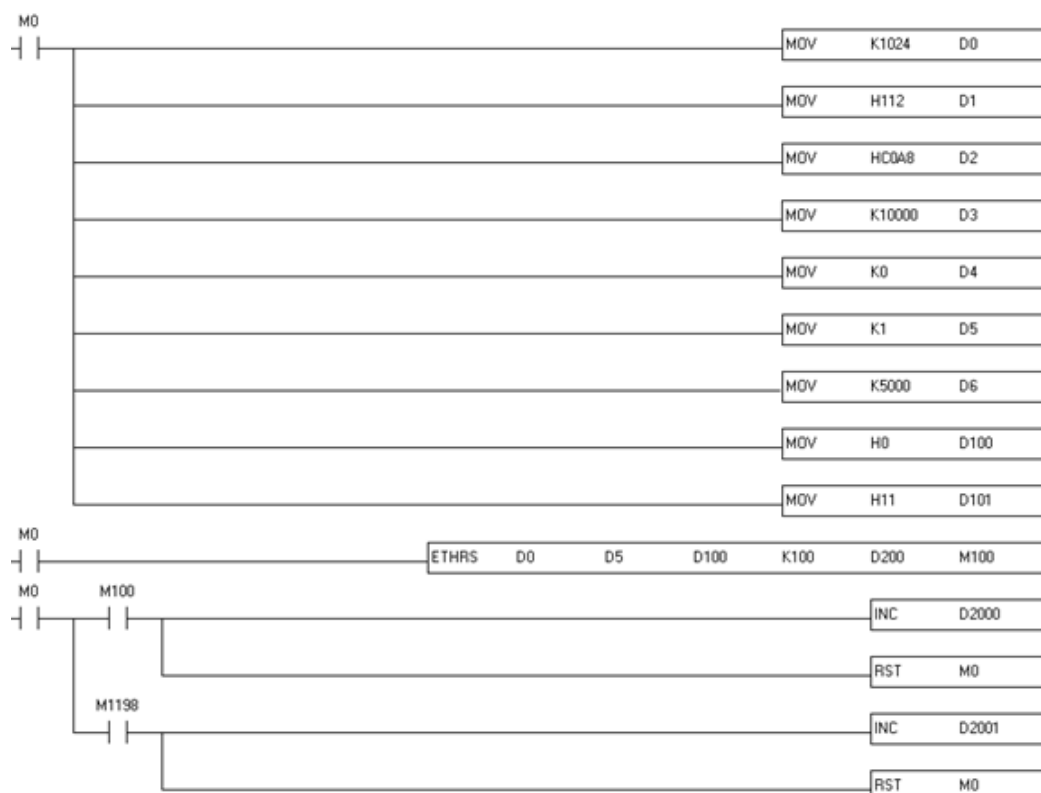 M0
MOV K1024 D0
MOV H112 D1
MOV HC0A8 D2
MOV K10000 D3
MOV K0 D4
MOV K1 D5
MOV K5000 D6
MOV H0 D100
MOV H11 D101
M0
ETHRS D0 D5 D100 K100 D200 M100
M0 M100
INC D2000
RST M0
M1198
INC D2001
RST M0